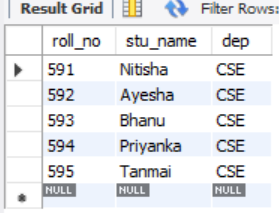 Result Grid Filter Rows:
roll_no stu_name dep
591 Nitisha CSE
592 Ayesha CSE
593 Bhanu CSE
594 Priyanka CSE
595 Tanmai CSE
NULL NULL NULL